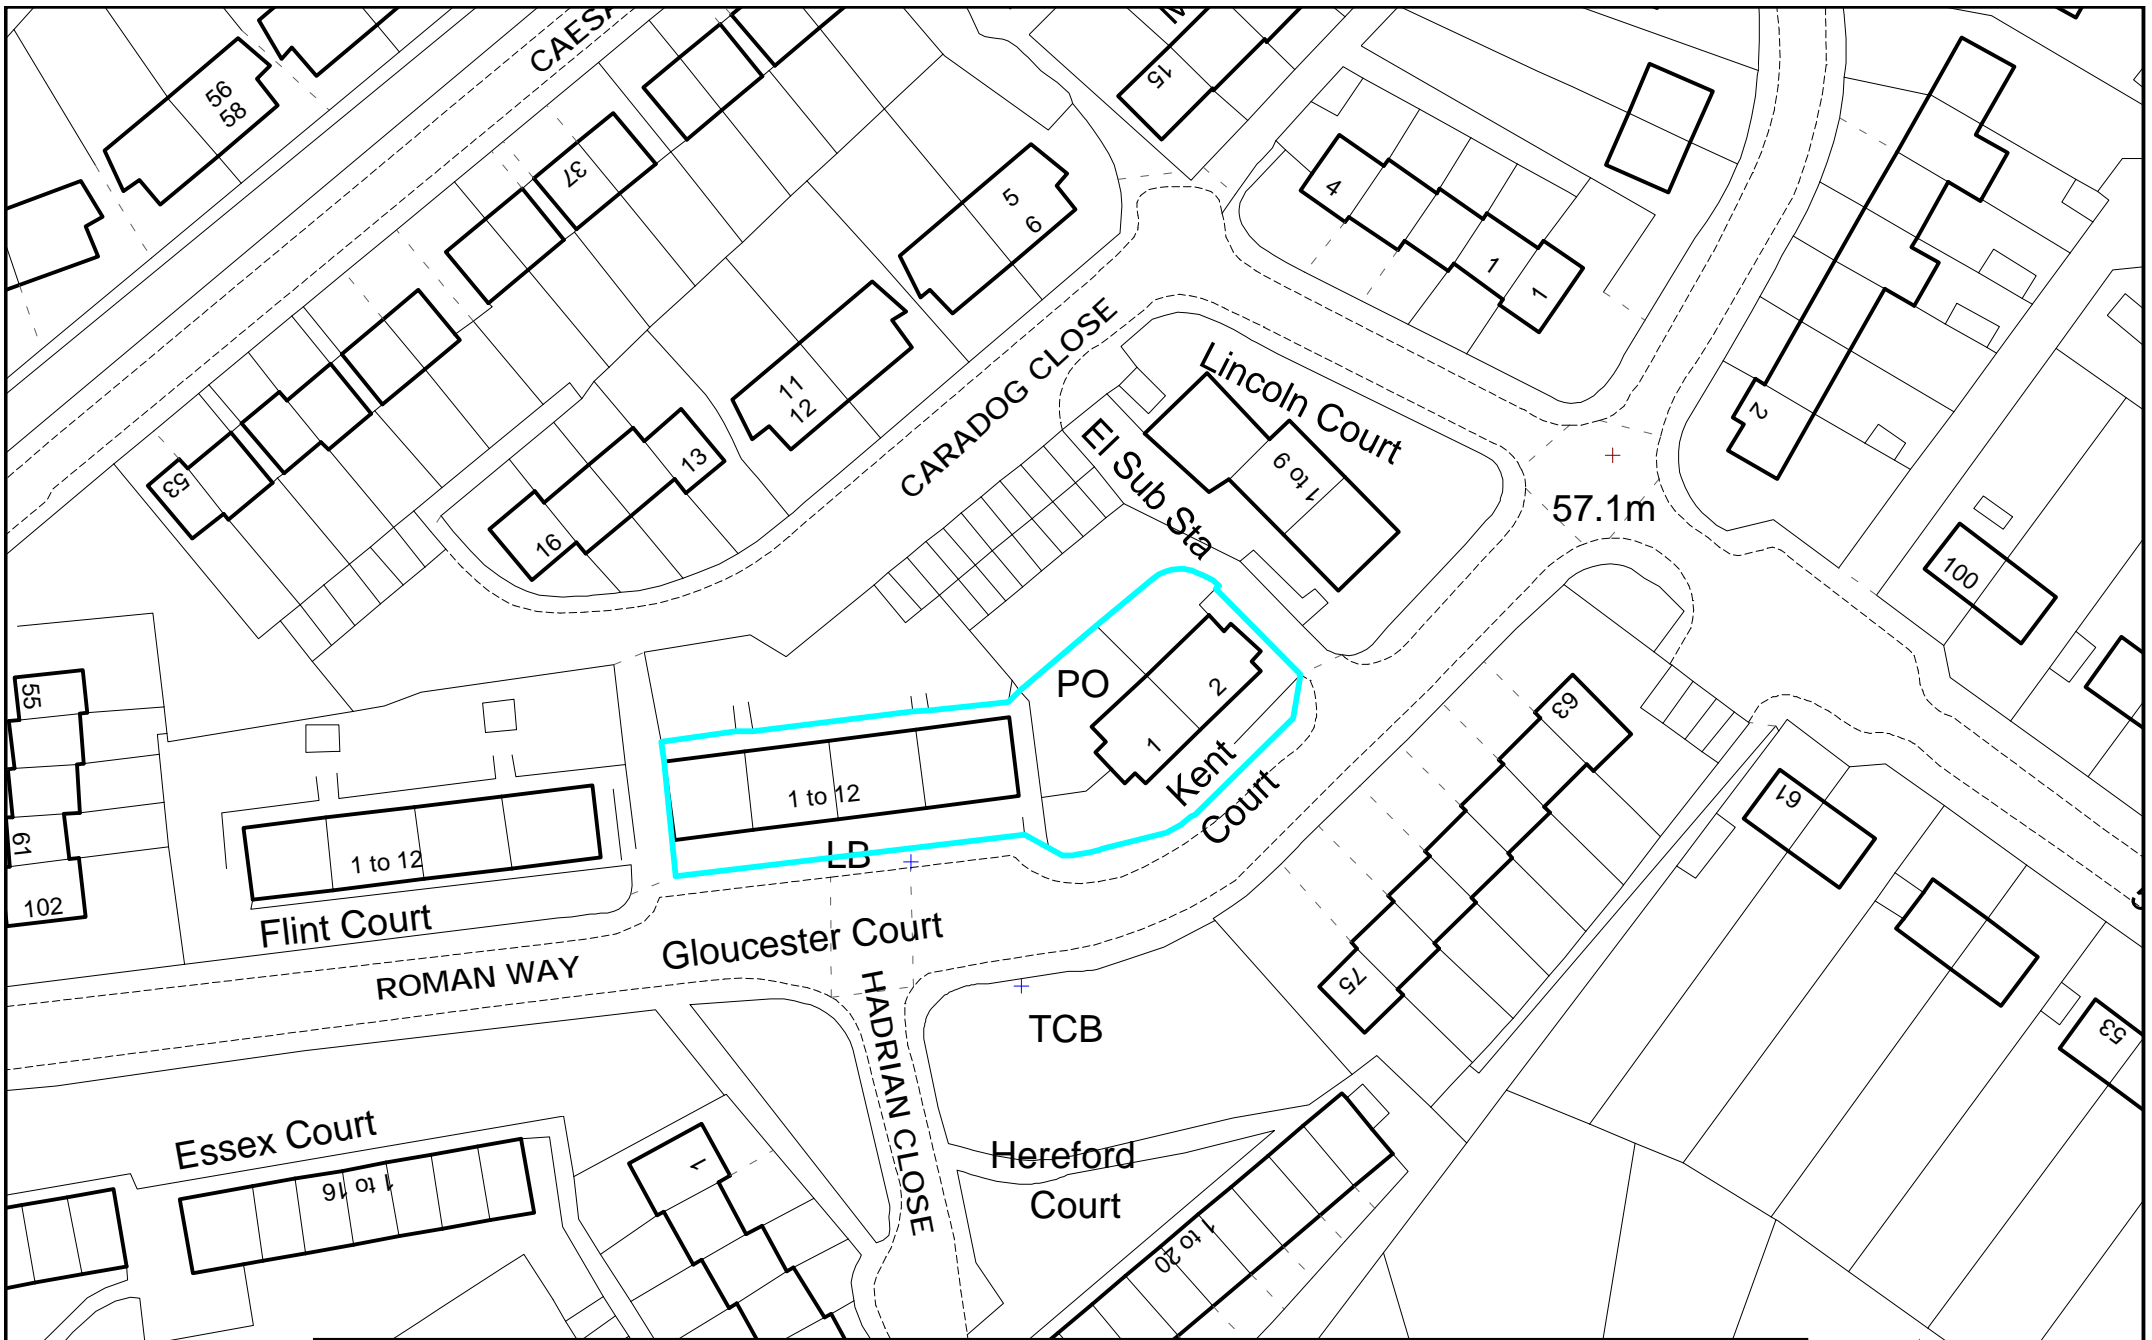 56
58
37
15
5
6
4
1
1
11
12
CARADOG CLOSE
Lincoln Court
1 to 9
El Sub Sta
2
57.1m
100
53
13
16
55
61
102
PO
2
1
Kent
Court
1 to 12
LB
1 to 12
Flint Court
Gloucester Court
ROMAN WAY
HADRIAN CLOSE
TCB
63
75
61
53
Essex Court
1 to 16
1
Hereford
Court
1 to 20